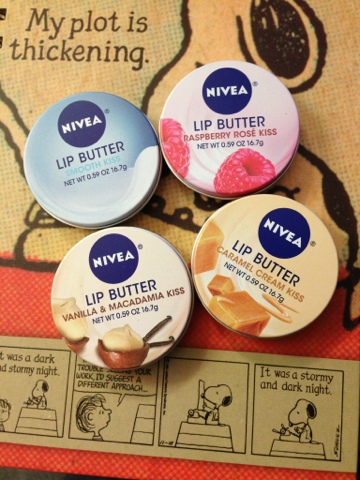 My plot is
thickening.
NIVEA
LIP BUTTER
SMOOTH KISS
NET WT 0.59 OZ 16.7g
NIVEA®
LIP BUTTER
RASPBERRY ROSÉ KISS
NET WT 0.59 OZ 16.7g
NIVEA®
LIP BUTTER
VANILLA & MACADAMIA KISS
NET WT 0.59 OZ 16.7g
NIVEA®
LIP BUTTER
CARAMEL CREAM KISS
NET WT 0.59 OZ 16.7g
It was a dark
and stormy night.
YOUR
WORK, I'D SUGGEST A
DIFFERENT APPROACH...
It was a stormy
and dark night.